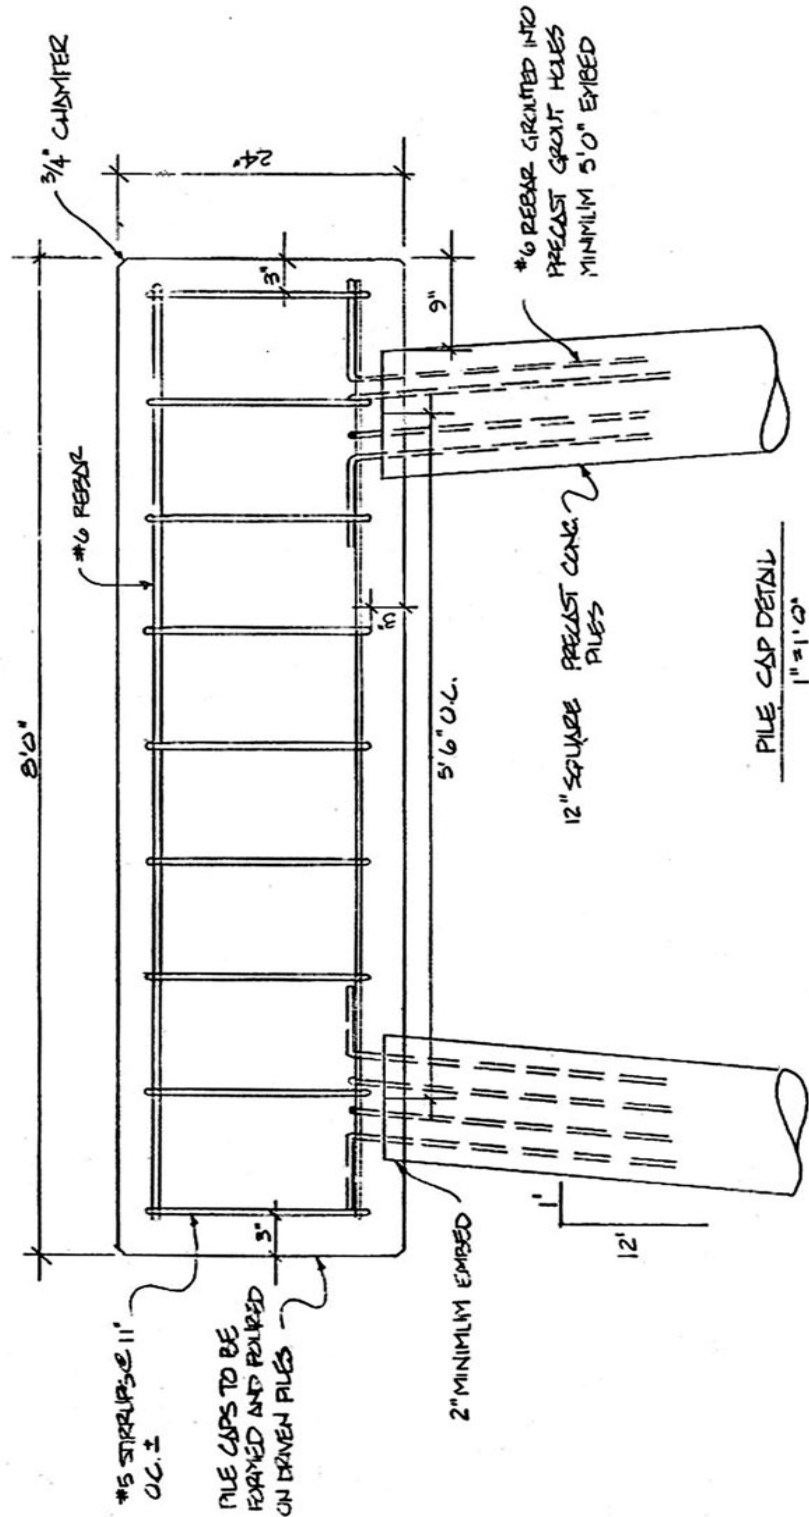 8'0"
3/4" CHAMFER
#6 REBAR
24"
3"
9"
#5 STIRRUPS @ 11"
O.C. ±
3"
PILE CAPS TO BE
FORMED AND POURED
ON DRIVEN PILES
3"
5'6" O.C.
2" MINIMUM EMBED
1'
12'
12" SQUARE PRECAST CONC.
PILES
#6 REBAR GROUTED INTO
PRECAST GROUT HOLES
MINIMUM 5'0" EMBED
PILE CAP DETAIL
1"=1'0"